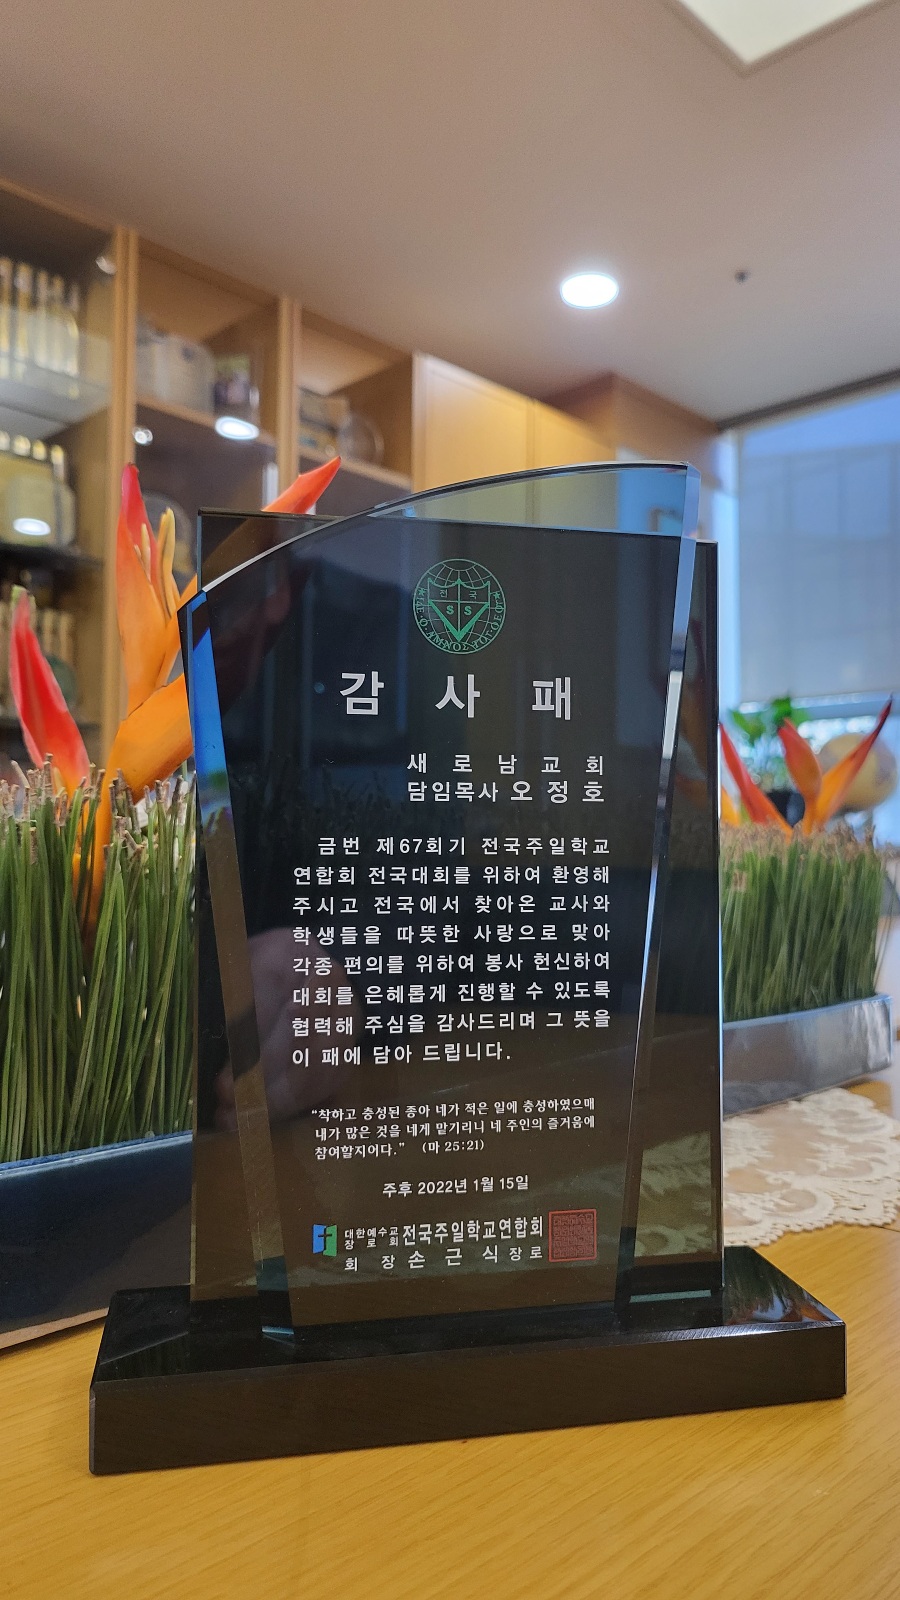 전 국
S S
감 사 패
새 로 남 교 회
담임목사 오 정 호
금번 제67회기 전국주일학교
연합회 전국대회를 위하여 환영해
주시고 전국에서 찾아온 교사와
학생들을 따뜻한 사랑으로 맞아
각종 편의를 위하여 봉사 헌신하여
대회를 은혜롭게 진행할 수 있도록
협력해 주심을 감사드리며 그 뜻을
이 패에 담아 드립니다.
"착하고 충성된 종아 네가 적은 일에 충성하였으매
내가 많은 것을 네게 맡기리니 네 주인의 즐거움에
참여할지어다." (마 25:21)
주후 2022년 1월 15일
대한예수교
장 로 회 전국주일학교연합회
회 장 손 근 식 장로